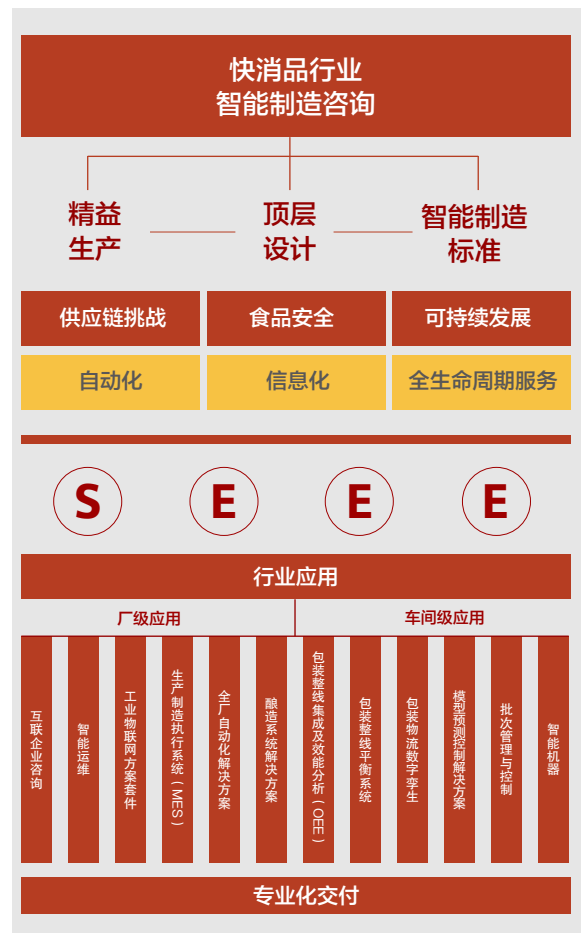 快消品行业
智能制造咨询
精益
生产
顶层
设计
智能制造
标准
供应链挑战
食品安全
可持续发展
自动化
信息化
全生命周期服务
S
E
E
E
行业应用
厂级应用
车间级应用
互联企业咨询
智能运维
工业物联网方案套件
生产制造执行系统（MES）
全厂自动化解决方案
酿造系统解决方案
包装整线集成及效能分析（OEE）
包装整线平衡系统
包装物流数字孪生
模型预测控制解决方案
批次管理与控制
智能机器
专业化交付